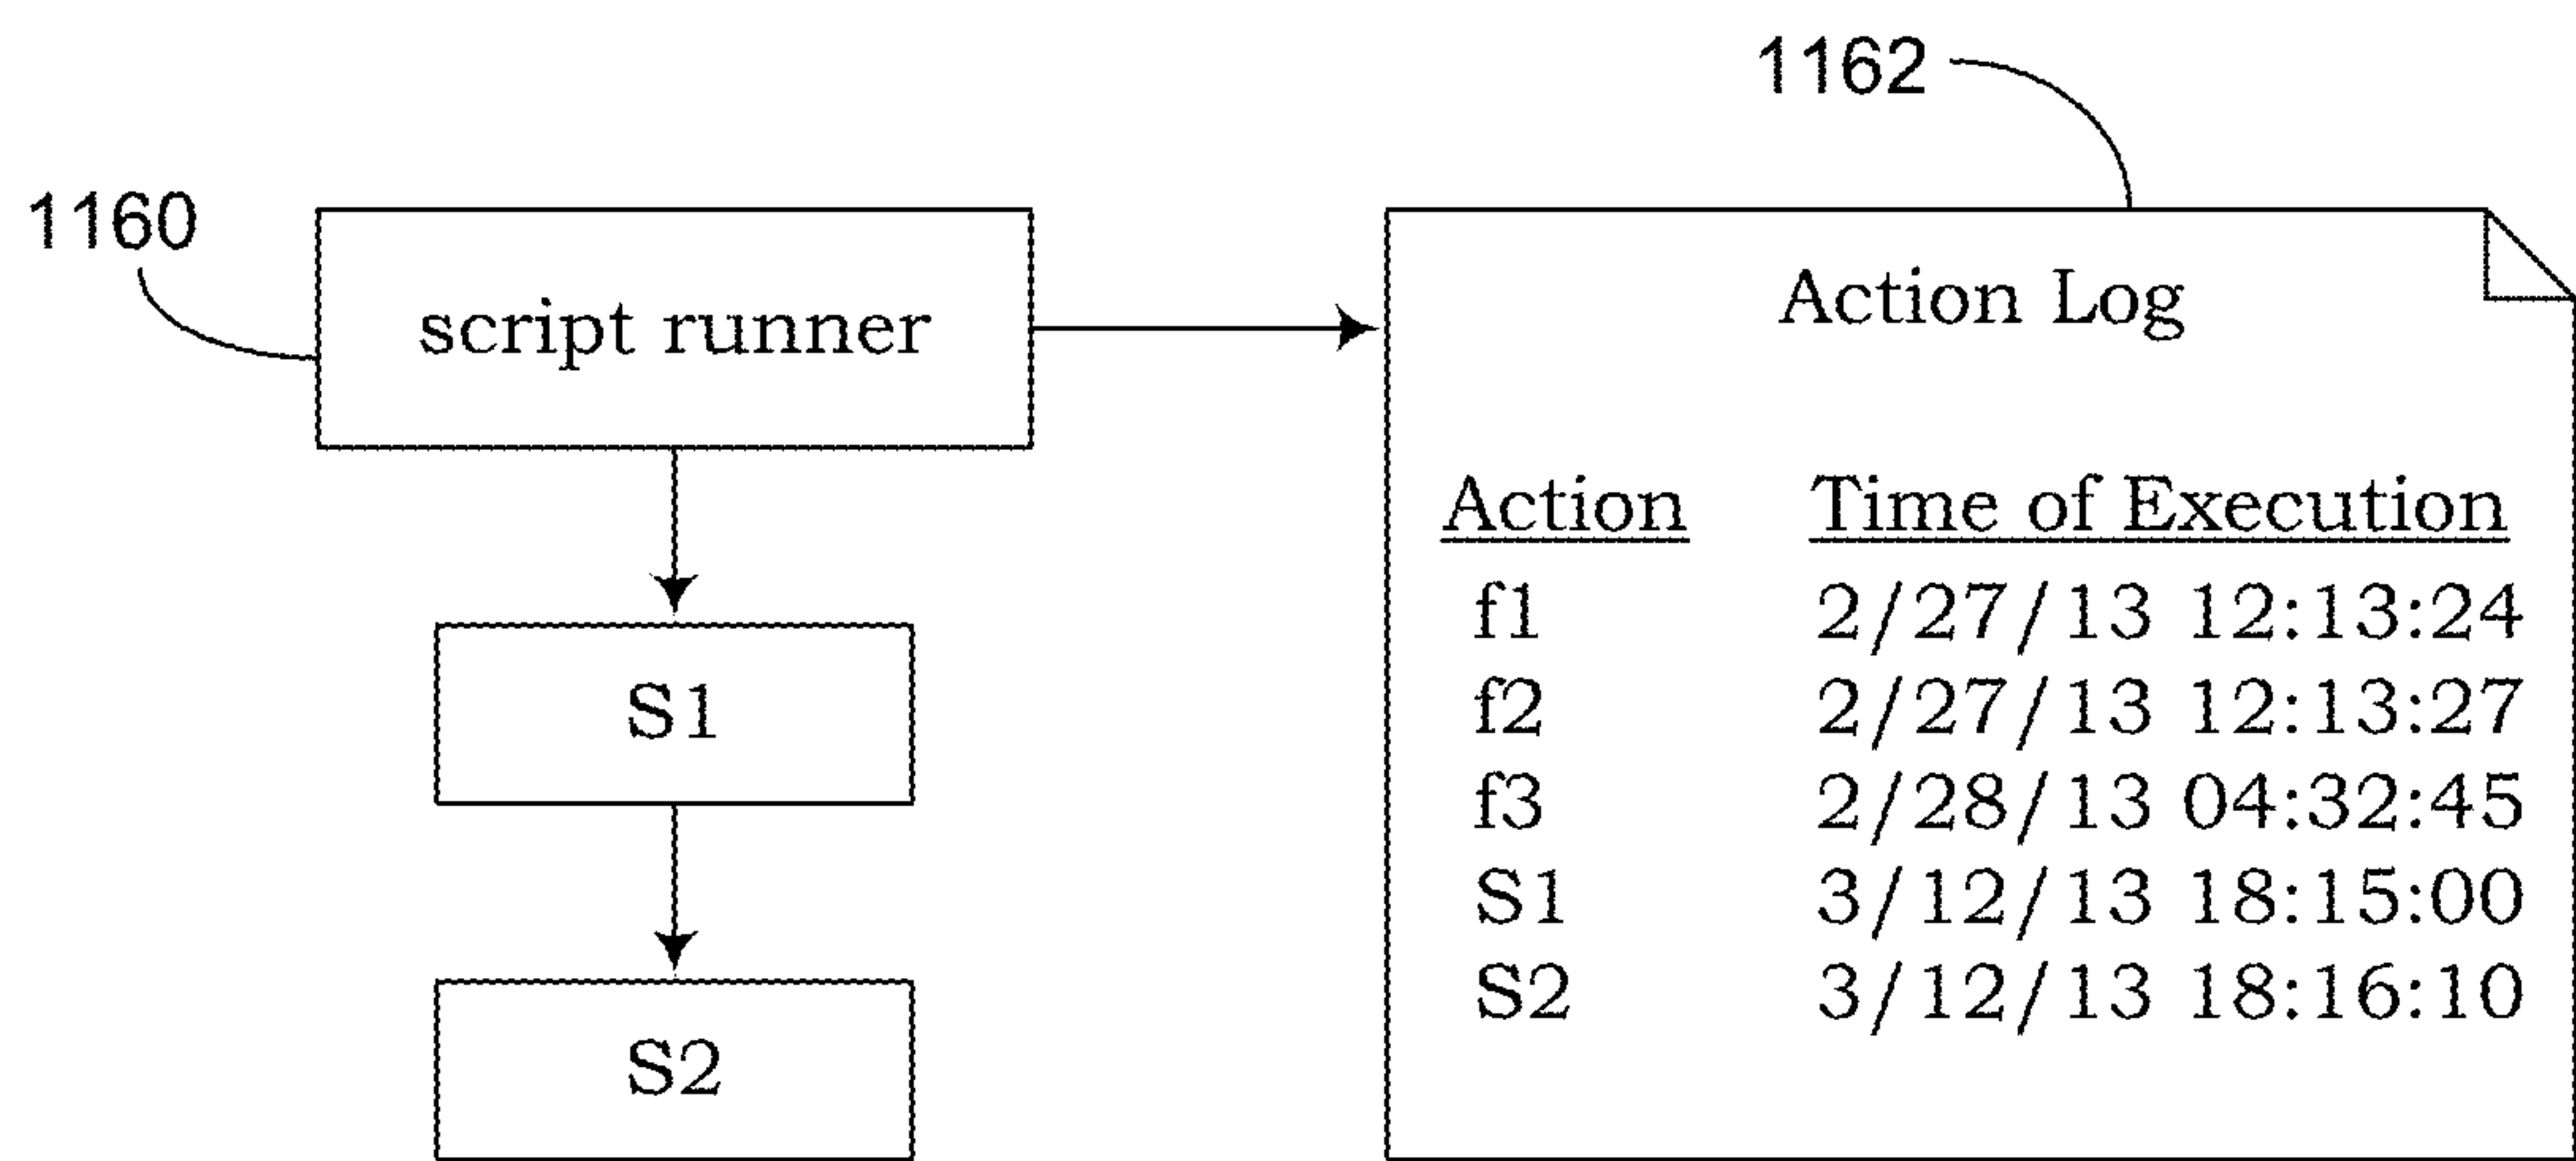 1162
1160
script runner
S1
S2
Action Log
Action Time of Execution
f1 2/27/13 12:13:24
f2 2/27/13 12:13:27
f3 2/28/13 04:32:45
S1 3/12/13 18:15:00
S2 3/12/13 18:16:10